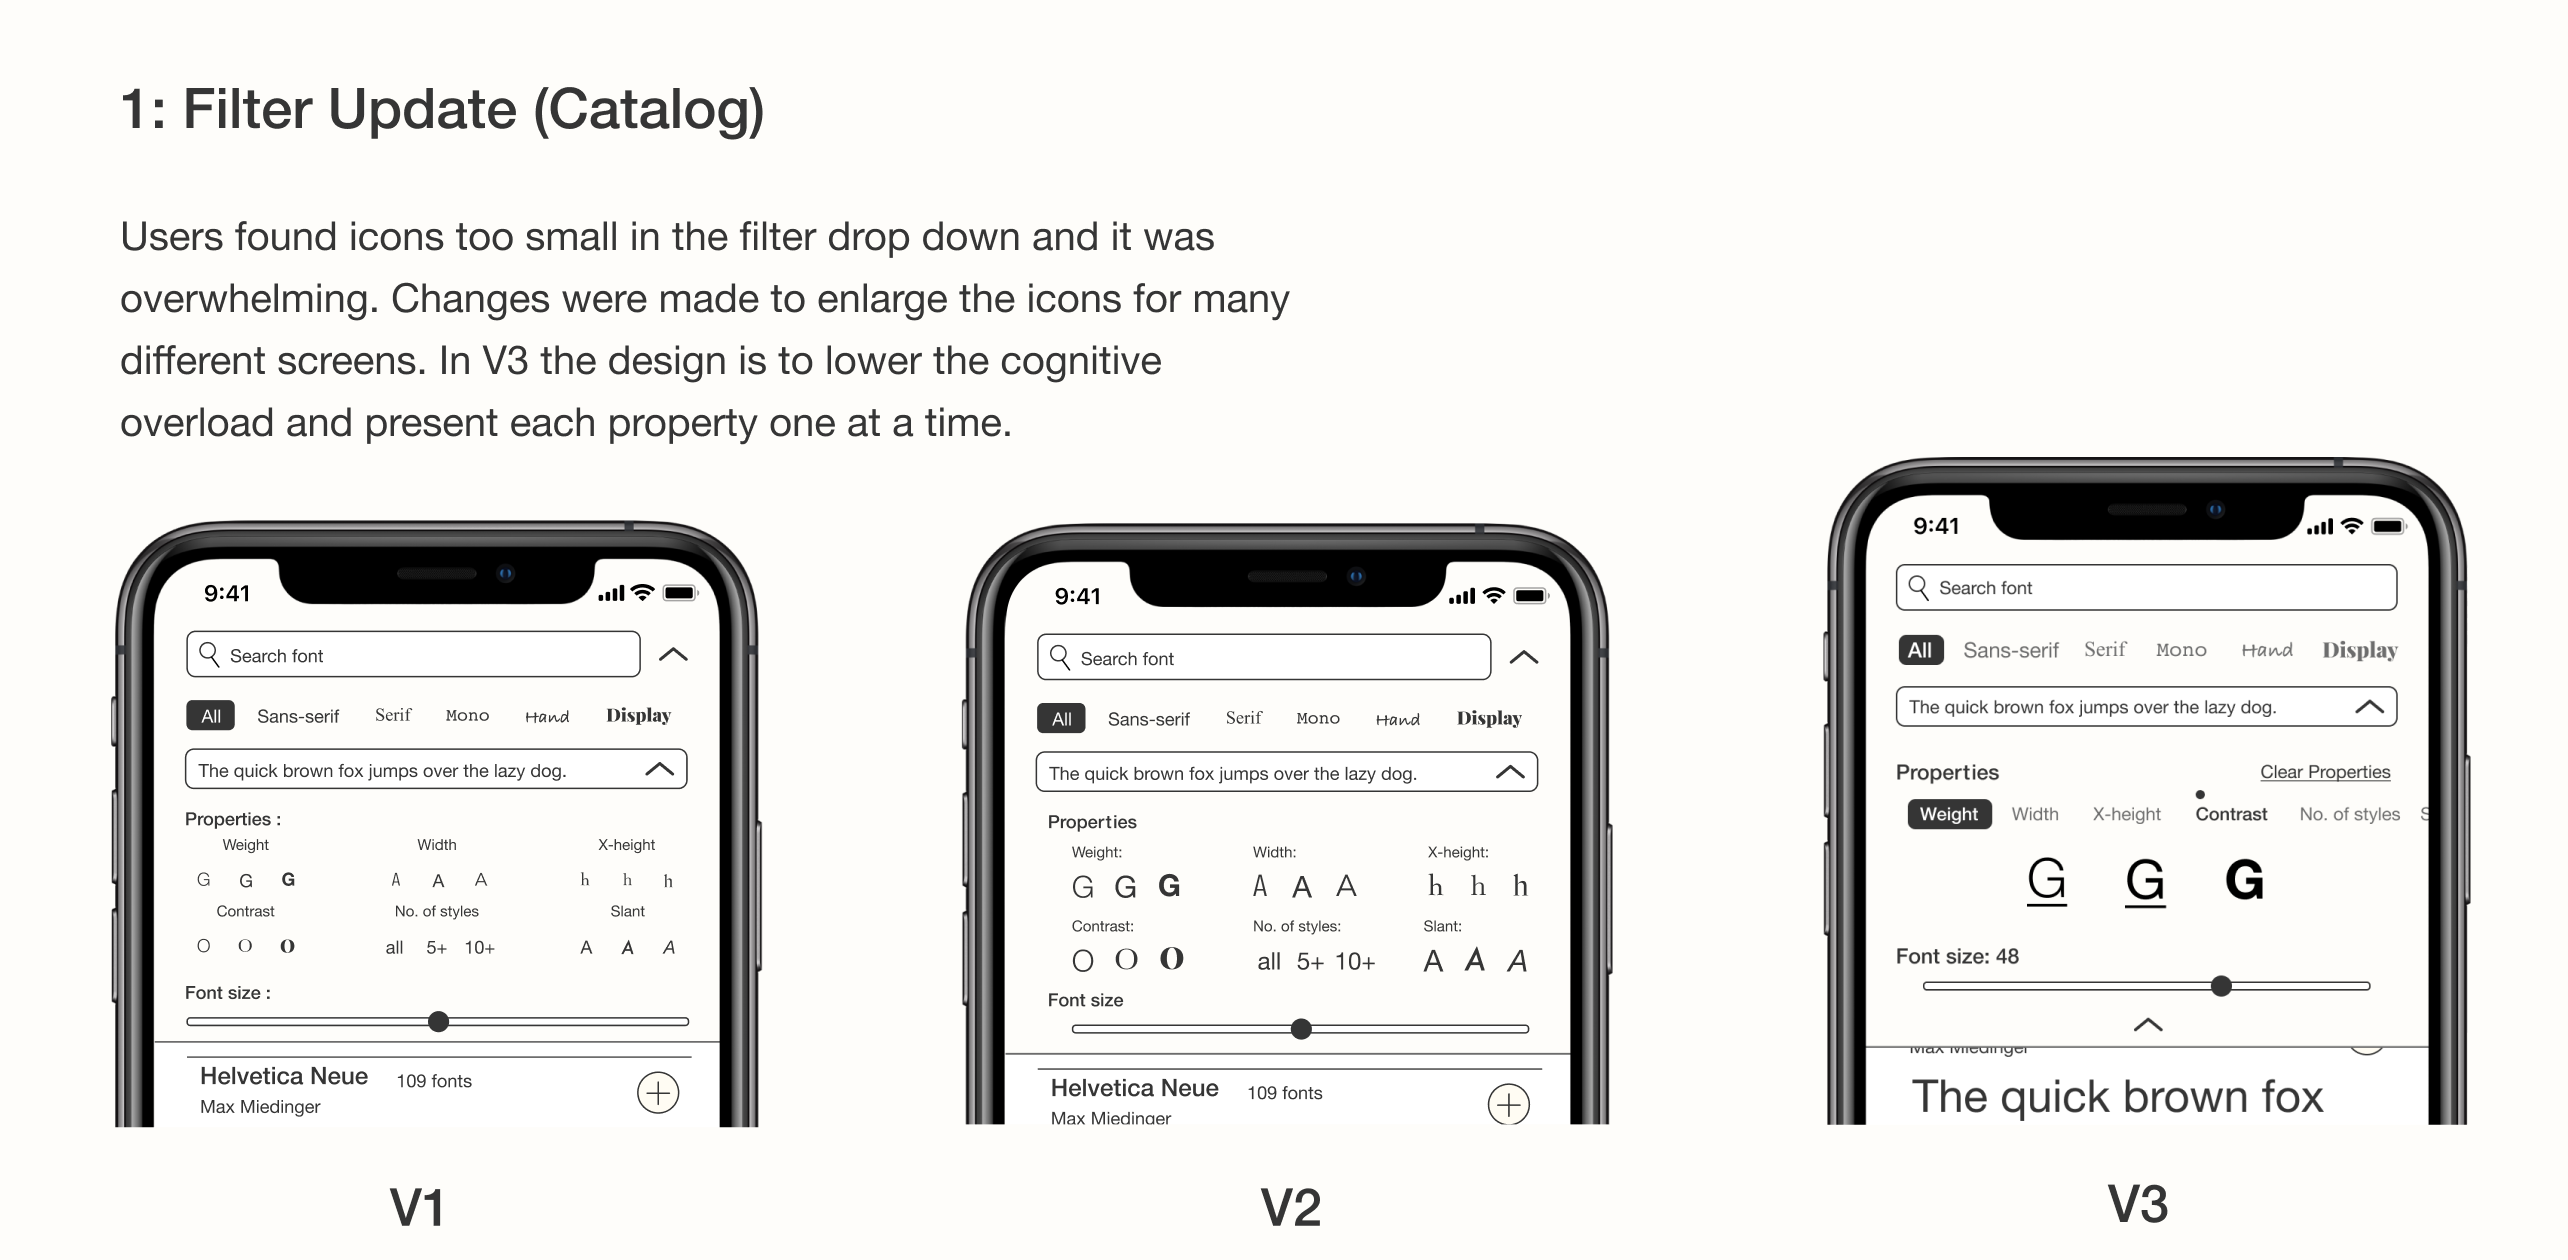 1: Filter Update (Catalog)
Users found icons too small in the filter drop down and it was
overwhelming. Changes were made to enlarge the icons for many
different screens. In V3 the design is to lower the cognitive
overload and present each property one at a time.
9:41
Search font
All Sans-serif Serif Mono Hand Display
The quick brown fox jumps over the lazy dog.
Properties :
Weight Width X-height
G G G A A A h h h
Contrast No. of styles Slant
O O O all 5+ 10+ A A A
Font size :
Helvetica Neue 109 fonts
Max Miedinger
V1
9:41
Search font
All Sans-serif Serif Mono Hand Display
The quick brown fox jumps over the lazy dog.
Properties
Weight: Width: X-height:
G G G A A A h h h
Contrast: No. of styles: Slant:
O O O all 5+ 10+ A A A
Font size
Helvetica Neue 109 fonts
Max Miedinger
V2
9:41
Search font
All Sans-serif Serif Mono Hand Display
The quick brown fox jumps over the lazy dog.
Properties Clear Properties
Weight Width X-height Contrast No. of styles S
G G G
Font size: 48
Max Miedinger
The quick brown fox
V3